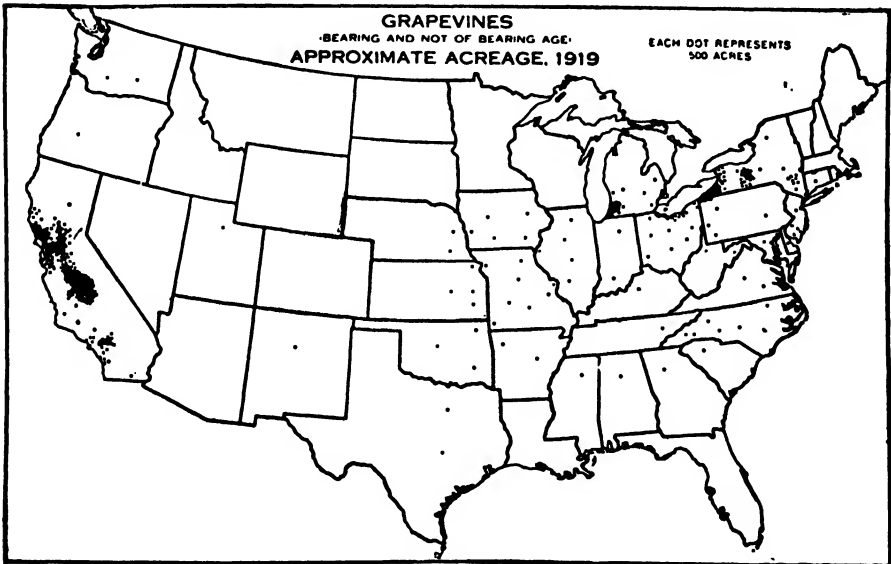 GRAPEVINES
(BEARING AND NOT OF BEARING AGE)
APPROXIMATE ACREAGE, 1919
EACH DOT REPRESENTS
500 ACRES